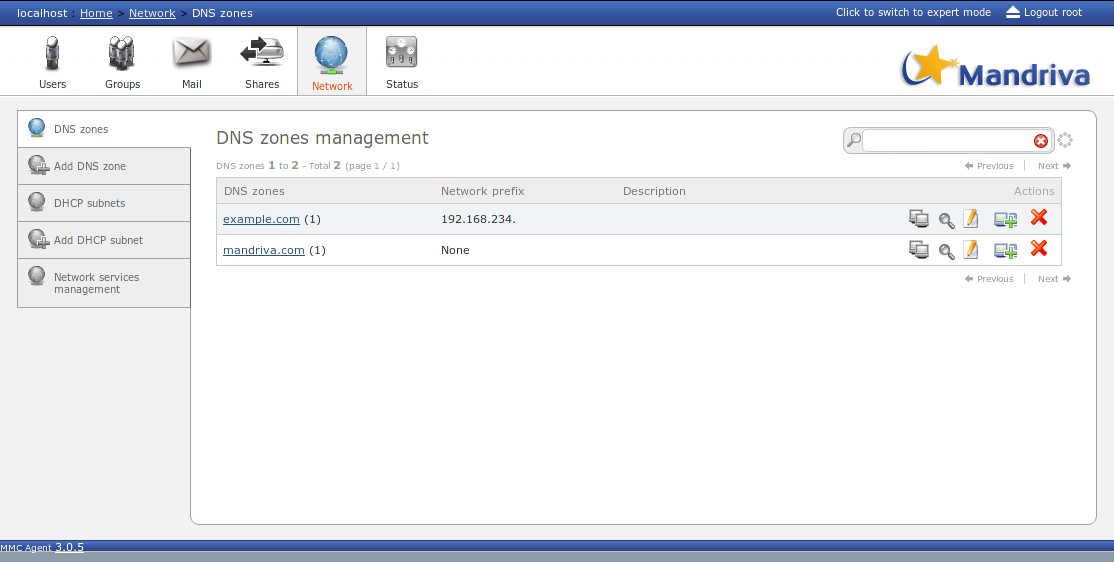 localhost : Home > Network > DNS zones
Click to switch to expert mode
Logout root
Users
Groups
Mail
Shares
Network
Status
Mandriva
DNS zones
Add DNS zone
DHCP subnets
Add DHCP subnet
Network services
management
DNS zones management
DNS zones 1 to 2 - Total 2 (page 1 / 1)
Previous
Next
DNS zones Network prefix Description Actions
example.com (1) 192.168.234.
mandriva.com (1) None
Previous
Next
MMC Agent 3.0.5